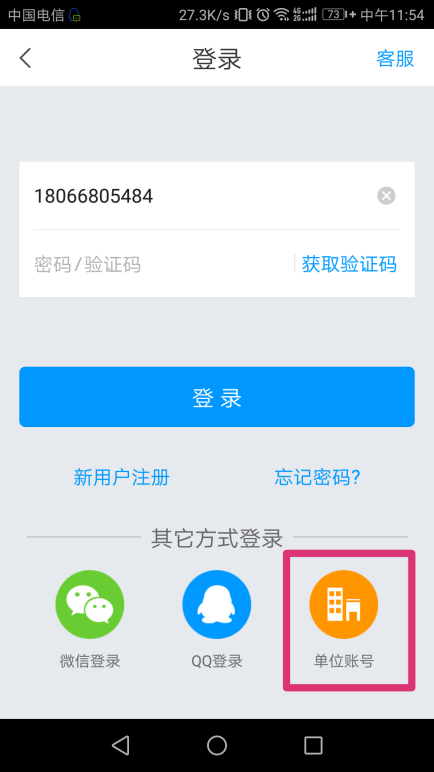 中国电信 27.3K/s 4G 2G 73 中午11:54
登录 客服
18066805484
密码/验证码 获取验证码
登 录
新用户注册 忘记密码?
其它方式登录
微信登录 QQ登录 单位账号